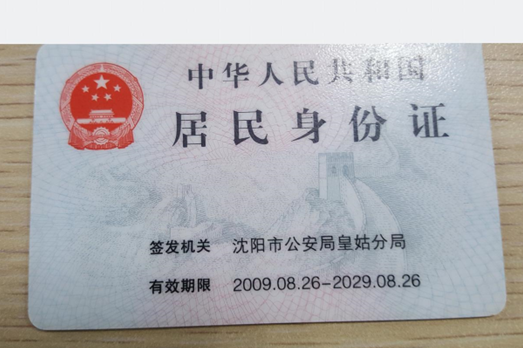 中华人民共和国
居民身份证
签发机关 沈阳市公安局皇姑分局
有效期限 2009.08.26-2029.08.26